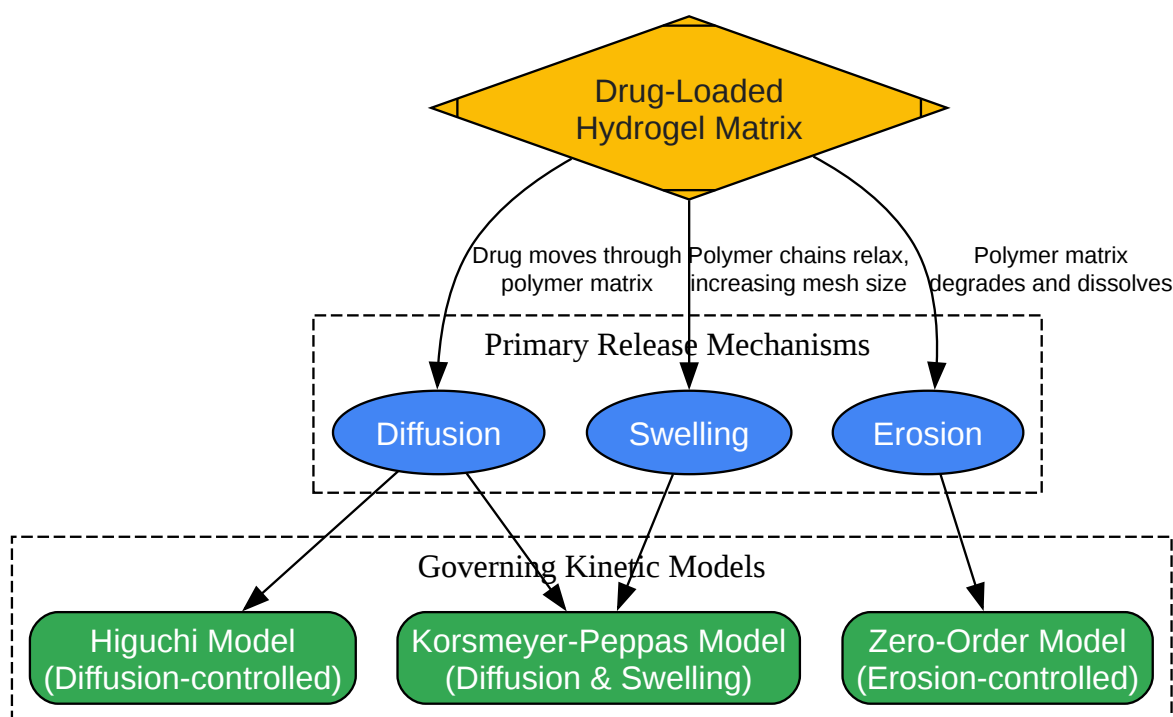 Drug-Loaded
Hydrogel Matrix
Drug moves through
polymer matrix
Polymer chains relax,
increasing mesh size
Polymer matrix
degrades and dissolves
Primary Release Mechanisms
Diffusion
Swelling
Erosion
Governing Kinetic Models
Higuchi Model
(Diffusion-controlled)
Korsmeyer-Peppas Model
(Diffusion & Swelling)
Zero-Order Model
(Erosion-controlled)